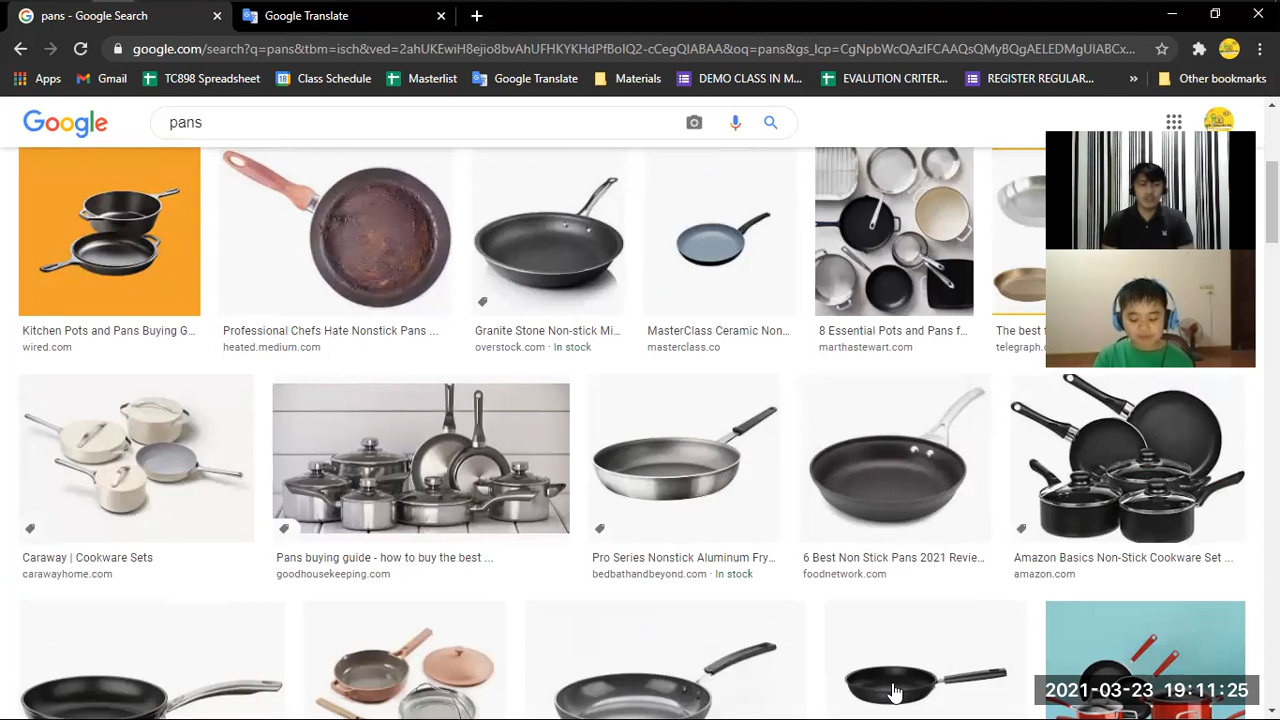 pans - Google Search
Google Translate
google.com/search?q=pans&tbm=isch&ved=2ahUKEwiH8ejio8bvAhUFHKYKHdPfBoIQ2-cCegQIABAA&oq=pans&gs_lcp=CgNpbWcQAzIFCAAQsQMyBQgAELEDMgUIABCx...
Apps Gmail TC898 Spreadsheet Class Schedule Masterlist Google Translate Materials DEMO CLASS IN M... EVALUTION CRITER... REGISTER REGULAR... » Other bookmarks
Google
pans
Kitchen Pots and Pans Buying G...
wired.com
Professional Chefs Hate Nonstick Pans ...
heated.medium.com
Granite Stone Non-stick Mi...
overstock.com · In stock
MasterClass Ceramic Non...
masterclass.co
8 Essential Pots and Pans f...
marthastewart.com
The best
telegraph.
Caraway | Cookware Sets
carawayhome.com
Pans buying guide - how to buy the best ...
goodhousekeeping.com
Pro Series Nonstick Aluminum Fry...
bedbathandbeyond.com · In stock
6 Best Non Stick Pans 2021 Revie...
foodnetwork.com
Amazon Basics Non-Stick Cookware Set ...
amazon.com
2021-03-23 19:11:25